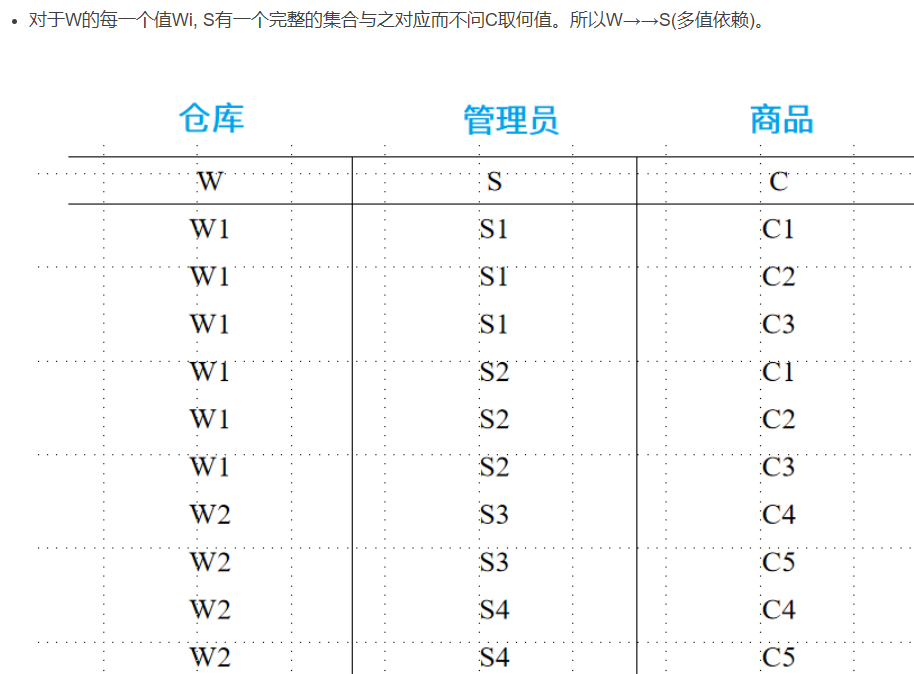 对于W的每一个值Wi, S有一个完整的集合与之对应而不问C取何值。所以W→→S(多值依赖)。
仓库 管理员 商品
W S C
W1 S1 C1
W1 S1 C2
W1 S1 C3
W1 S2 C1
W1 S2 C2
W1 S2 C3
W2 S3 C4
W2 S3 C5
W2 S4 C4
W2 S4 C5